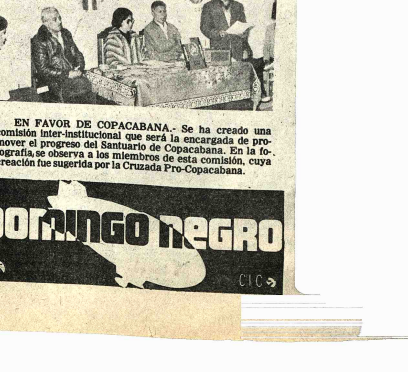 EN FAVOR DE COPACABANA.- Se ha creado una
comisión inter-institucional que será la encargada de pro-
mover el progreso del Santuario de Copacabana. En la fo-
ografía, se observa a los miembros de esta comisión, cuya
creación fue sugerida por la Cruzada Pro-Copacabana.
DOMINGO NEGRO
CIC